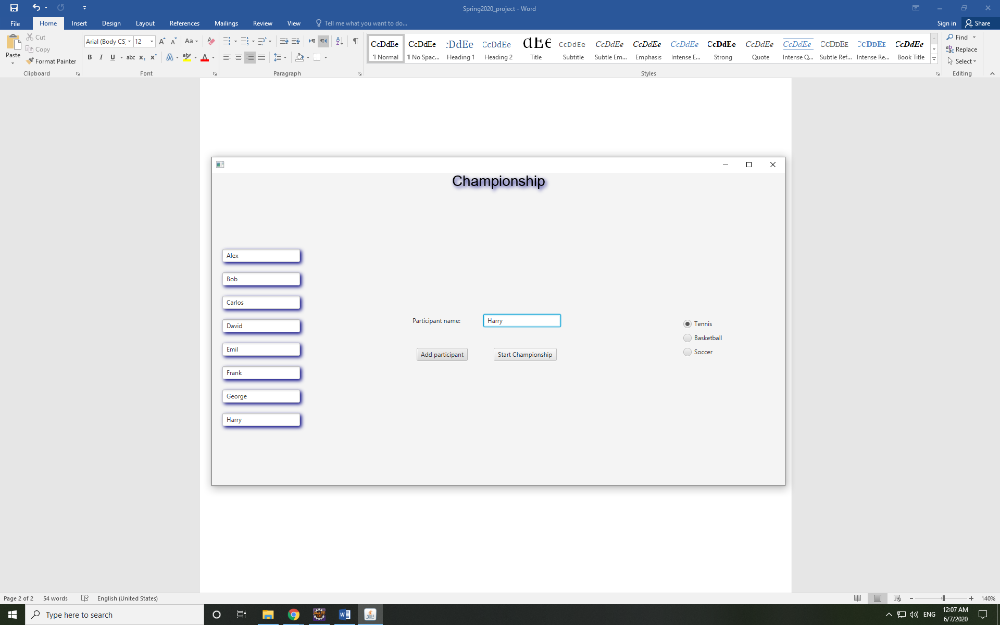 Spring2020_project - Word
File Home Insert Design Layout References Mailings Review View Tell me what you want to do... Sign in Share
Paste
Cut
Copy
Format Painter
Clipboard
Arial (Body CS 12
Font
Paragraph
CcDdEe CcDdEe CcDdEe CcDdEe dEe CcDdEe CcDdEe CcDdEe CcDdEe CcDdEe CcDdEe CcDdEe CcDdEe CcDdEe CcDdEe
¶ Normal ¶ No Spac... Heading 1 Heading 2 Title Subtitle Subtle Em... Emphasis Intense E... Strong Quote Intense Q... Subtle Ref... Intense Re... Book Title
Styles
Find
Replace
Select
Editing
Championship
Alex
Bob
Carlos
David
Emil
Frank
George
Harry
Participant name: Harry
Add participant Start Championship
Tennis
Basketball
Soccer
Page 2 of 2 54 words English (United States) 140%
Type here to search
ENG
12:07 AM
6/7/2020